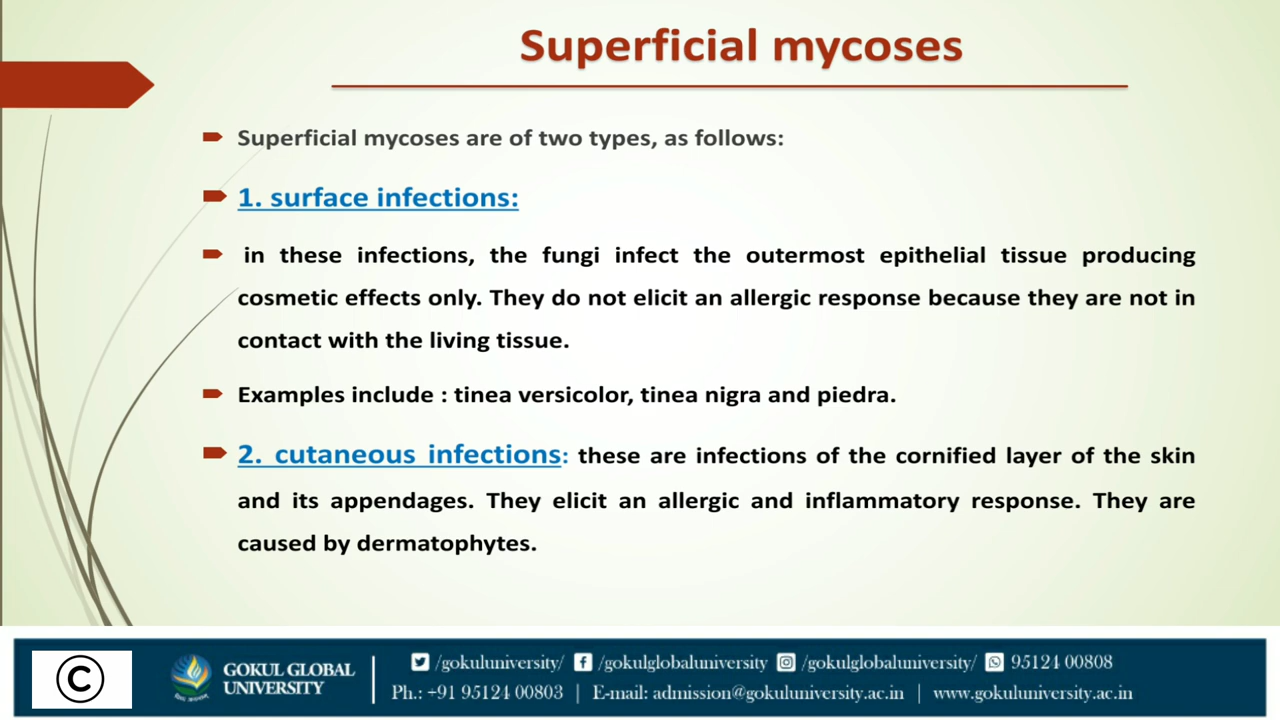 Superficial mycoses
Superficial mycoses are of two types, as follows:
1. surface infections:
in these infections, the fungi infect the outermost epithelial tissue producing
cosmetic effects only. They do not elicit an allergic response because they are not in
contact with the living tissue.
Examples include : tinea versicolor, tinea nigra and piedra.
2. cutaneous infections: these are infections of the cornified layer of the skin
and its appendages. They elicit an allergic and inflammatory response. They are
caused by dermatophytes.
©
GOKUL GLOBAL
UNIVERSITY
/gokuluniversity/ /gokulglobaluniversity /gokulglobaluniversity/ 95124 00808
Ph.: +91 95124 00803 | E-mail: admission@gokuluniversity.ac.in | www.gokuluniversity.ac.in